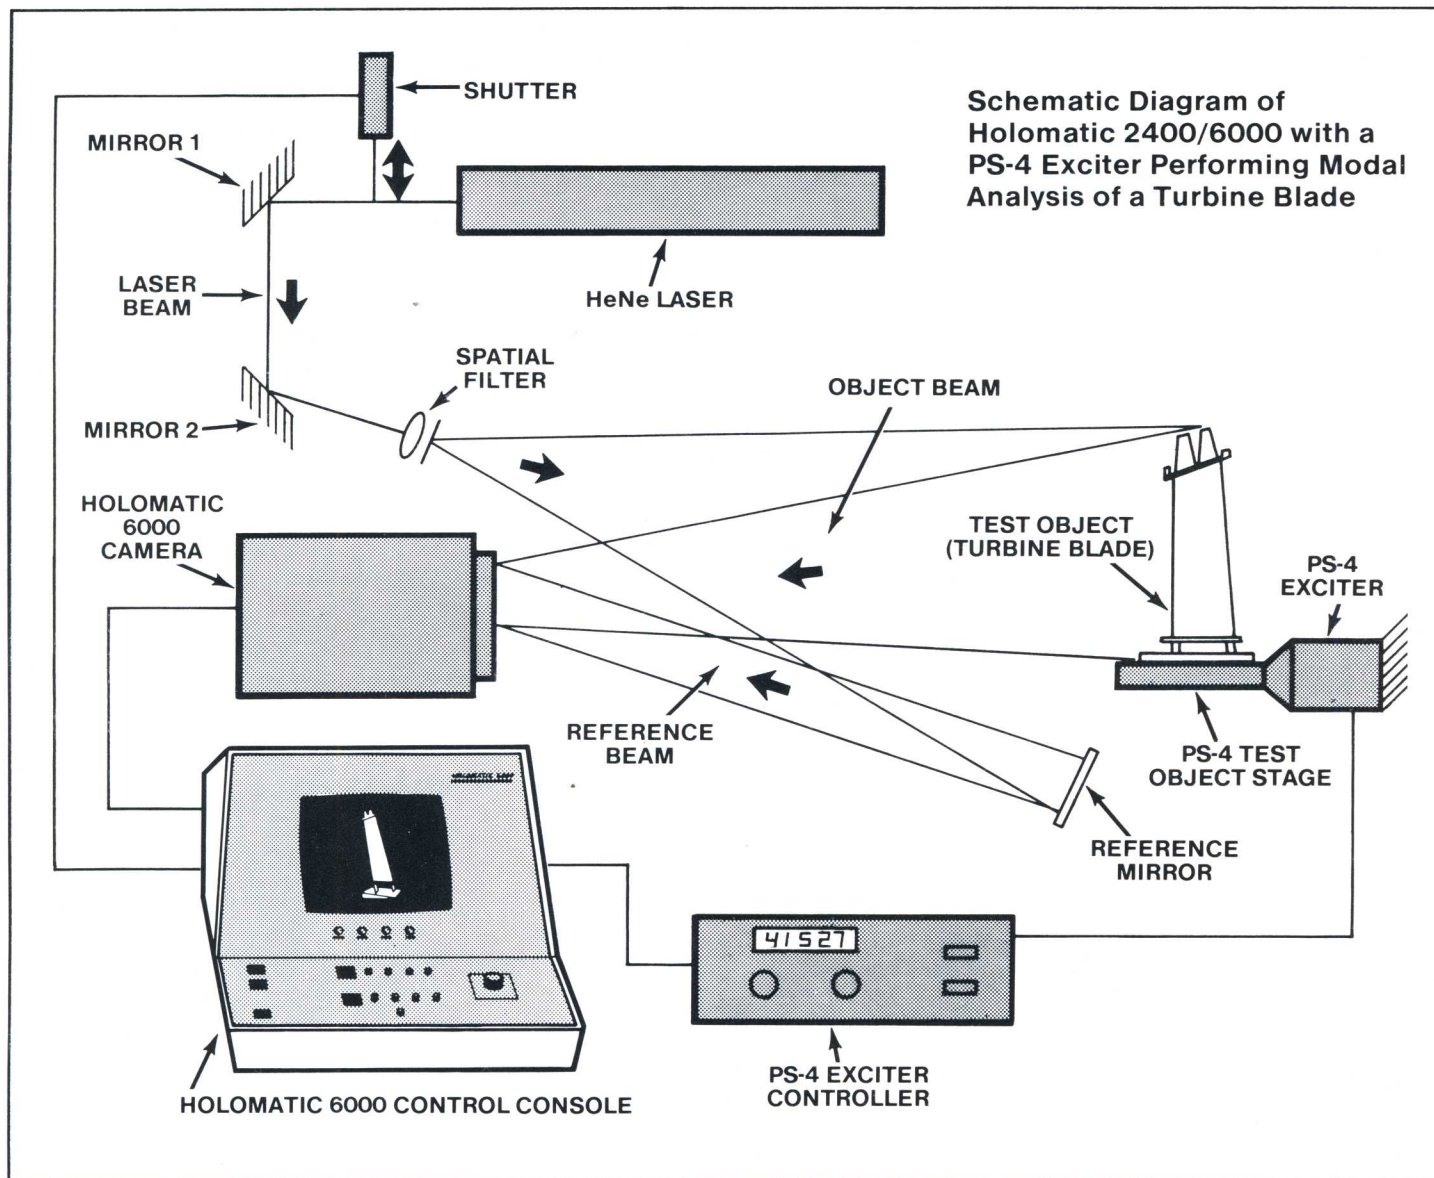 SHUTTER
Schematic Diagram of
Holomatic 2400/6000 with a
PS-4 Exciter Performing Modal
Analysis of a Turbine Blade
MIRROR 1
LASER
BEAM
HeNe LASER
SPATIAL
FILTER
OBJECT BEAM
MIRROR 2
HOLOMATIC
6000
CAMERA
TEST OBJECT
(TURBINE BLADE)
PS-4
EXCITER
REFERENCE
BEAM
PS-4 TEST
OBJECT STAGE
HOLOMATIC 6000
REFERENCE
MIRROR
41527
PS-4 EXCITER
CONTROLLER
HOLOMATIC 6000 CONTROL CONSOLE